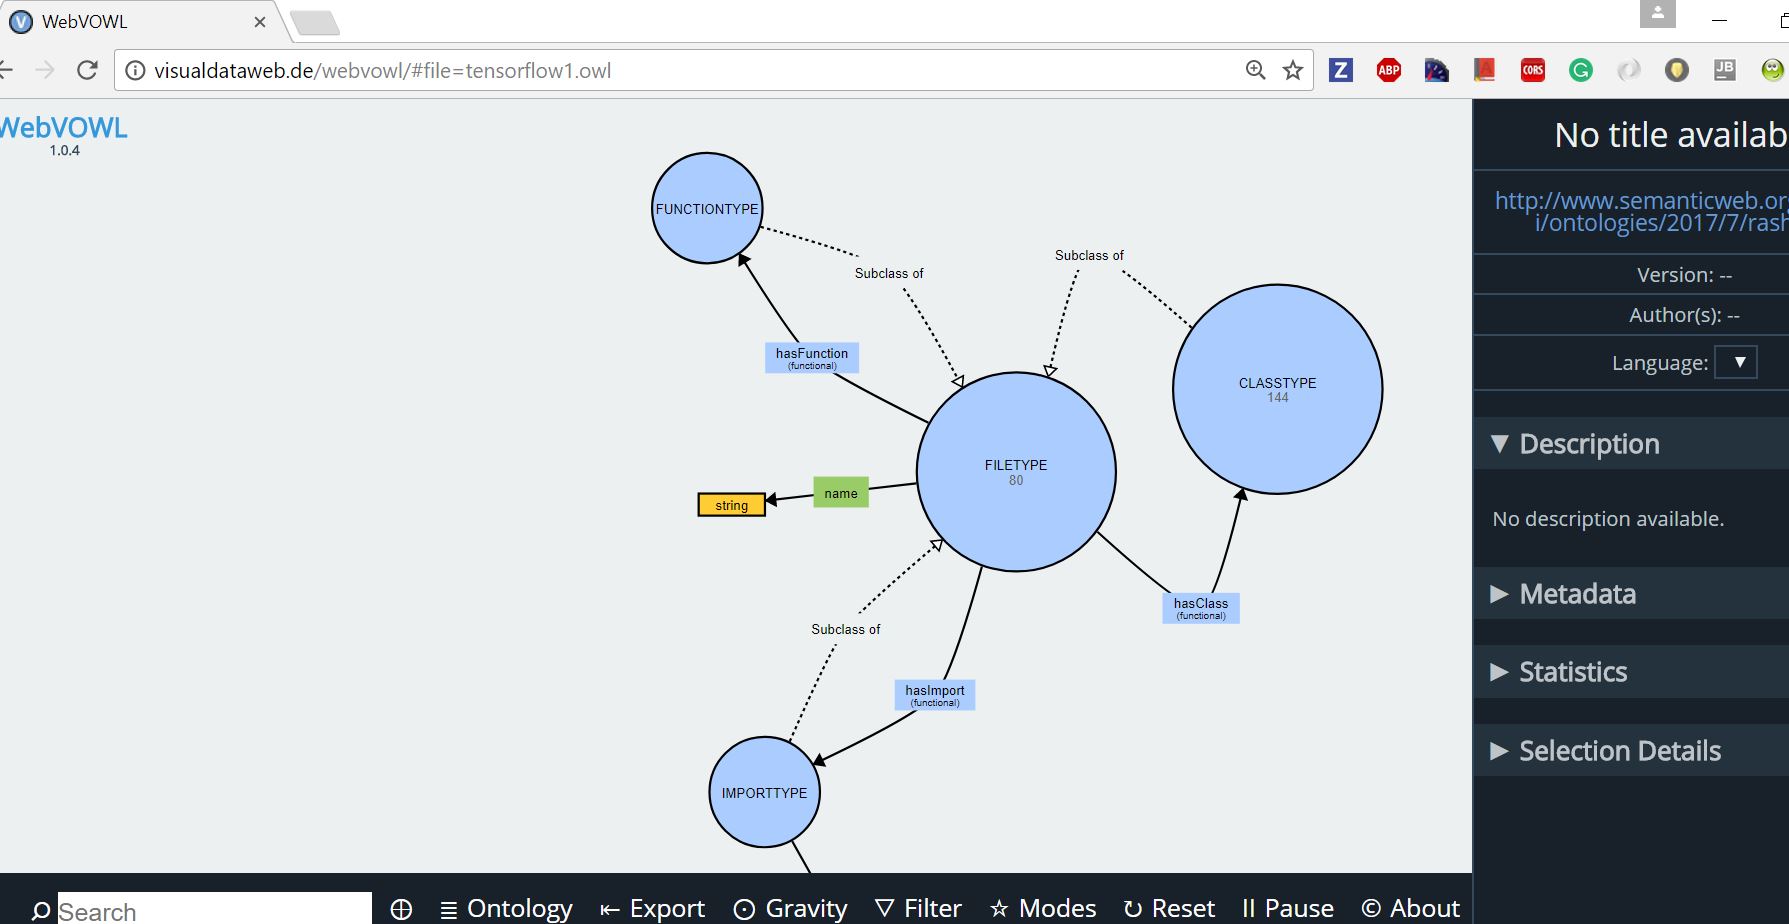 WebVOWL
visualdataweb.de/webvowl/#file=tensorflow1.owl
Z
ABP
A
CORS
G
JB
WebVOWL
1.0.4
FUNCTIONTYPE
Subclass of
Subclass of
hasFunction
(functional)
CLASSTYPE
144
FILETYPE
80
name
string
hasClass
(functional)
Subclass of
hasImport
(functional)
IMPORTTYPE
No title availab
http://www.semanticweb.org
i/ontologies/2017/7/rash
Version: --
Author(s): --
Language:
Description
No description available.
Metadata
Statistics
Selection Details
Search
Ontology
Export
Gravity
Filter
Modes
Reset
Pause
© About